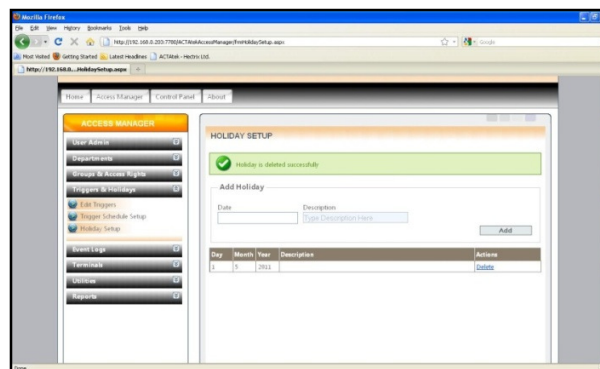 Mozilla Firefox
File Edit View History Bookmarks Tools Help
http://192.168.0.203:7788/ACTAtekAccessManager/frmHolidaySetup.aspx
Google
Most Visited Getting Started Latest Headlines ACTAtek - Hectrix Ltd.
http://192.168.0....HolidaySetup.aspx
Home Access Manager Control Panel About
ACCESS MANAGER
User Admin
Departments
Groups & Access Rights
Triggers & Holidays
Edit Triggers
Trigger Schedule Setup
Holiday Setup
Event Logs
Terminals
Utilities
Reports
HOLIDAY SETUP
Holiday is deleted successfully
Add Holiday
Date Description
Type Description Here
Add
Day Month Year Description Actions
1 5 2011 Delete
Done